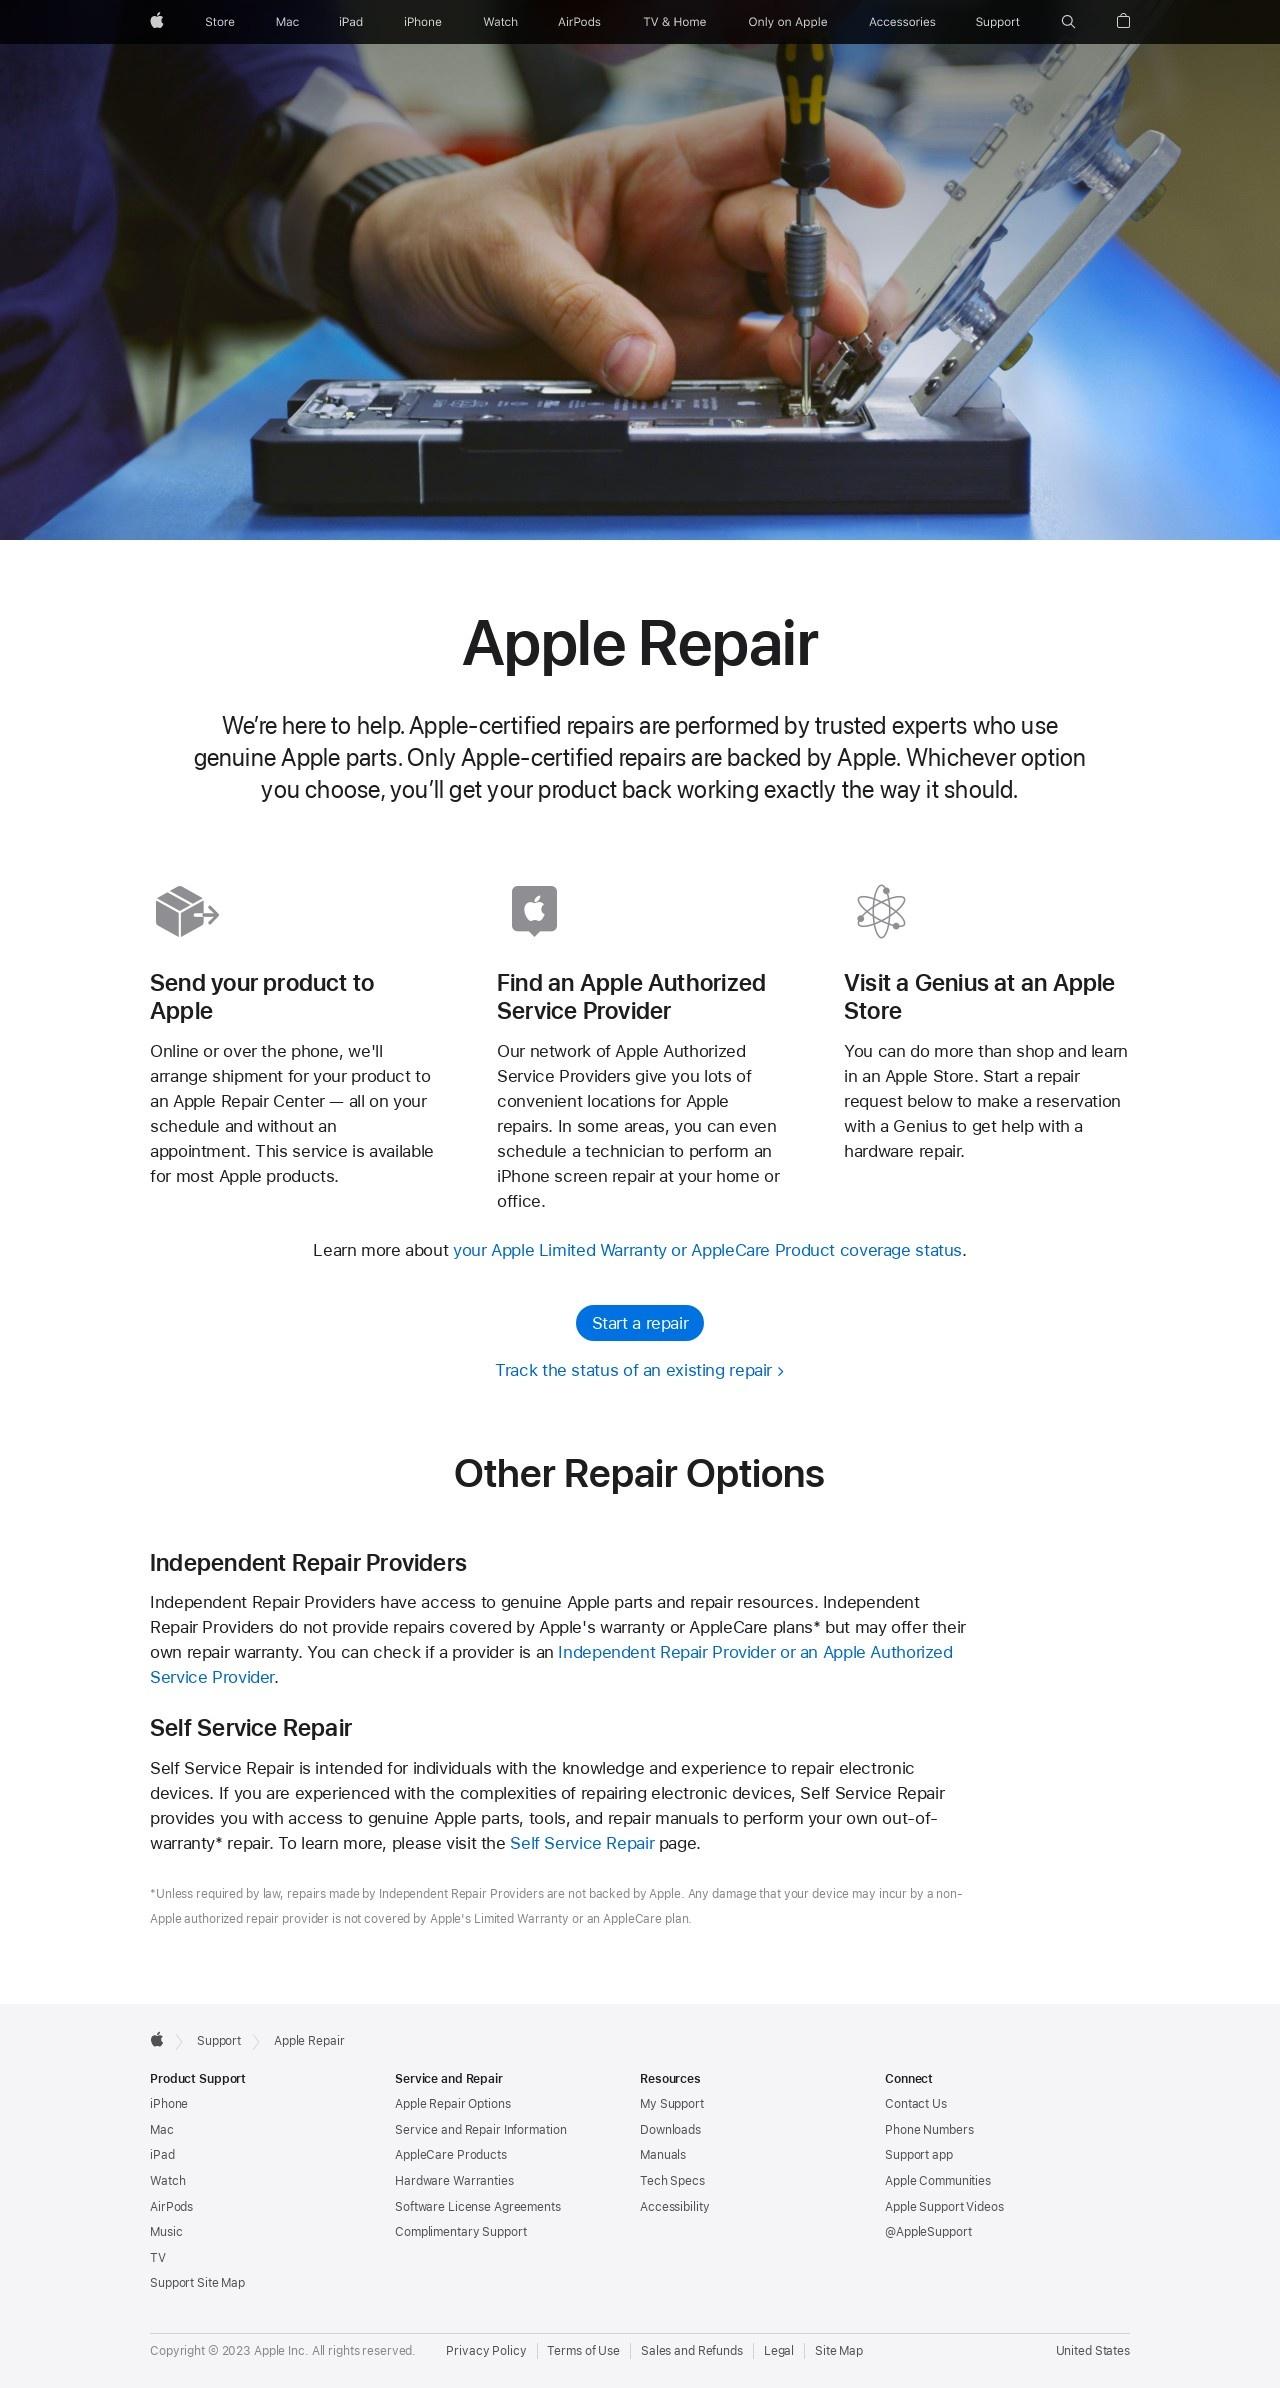 Store Mac iPad iPhone Watch AirPods TV & Home Only on Apple Accessories Support
Apple Repair
We’re here to help. Apple-certified repairs are performed by trusted experts who use
genuine Apple parts. Only Apple-certified repairs are backed by Apple. Whichever option
you choose, you’ll get your product back working exactly the way it should.
Send your product to
Apple
Online or over the phone, we'll
arrange shipment for your product to
an Apple Repair Center — all on your
schedule and without an
appointment. This service is available
for most Apple products.
Find an Apple Authorized
Service Provider
Our network of Apple Authorized
Service Providers give you lots of
convenient locations for Apple
repairs. In some areas, you can even
schedule a technician to perform an
iPhone screen repair at your home or
office.
Visit a Genius at an Apple
Store
You can do more than shop and learn
in an Apple Store. Start a repair
request below to make a reservation
with a Genius to get help with a
hardware repair.
Learn more about your Apple Limited Warranty or AppleCare Product coverage status.
Start a repair
Track the status of an existing repair ›
Other Repair Options
Independent Repair Providers
Independent Repair Providers have access to genuine Apple parts and repair resources. Independent
Repair Providers do not provide repairs covered by Apple's warranty or AppleCare plans* but may offer their
own repair warranty. You can check if a provider is an Independent Repair Provider or an Apple Authorized
Service Provider.
Self Service Repair
Self Service Repair is intended for individuals with the knowledge and experience to repair electronic
devices. If you are experienced with the complexities of repairing electronic devices, Self Service Repair
provides you with access to genuine Apple parts, tools, and repair manuals to perform your own out-of-
warranty* repair. To learn more, please visit the Self Service Repair page.
*Unless required by law, repairs made by Independent Repair Providers are not backed by Apple. Any damage that your device may incur by a non-
Apple authorized repair provider is not covered by Apple's Limited Warranty or an AppleCare plan.
Support Apple Repair
Product Support
iPhone
Mac
iPad
Watch
AirPods
Music
TV
Support Site Map
Service and Repair
Apple Repair Options
Service and Repair Information
AppleCare Products
Hardware Warranties
Software License Agreements
Complimentary Support
Resources
My Support
Downloads
Manuals
Tech Specs
Accessibility
Connect
Contact Us
Phone Numbers
Support app
Apple Communities
Apple Support Videos
@AppleSupport
Copyright © 2023 Apple Inc. All rights reserved. Privacy Policy Terms of Use Sales and Refunds Legal Site Map United States